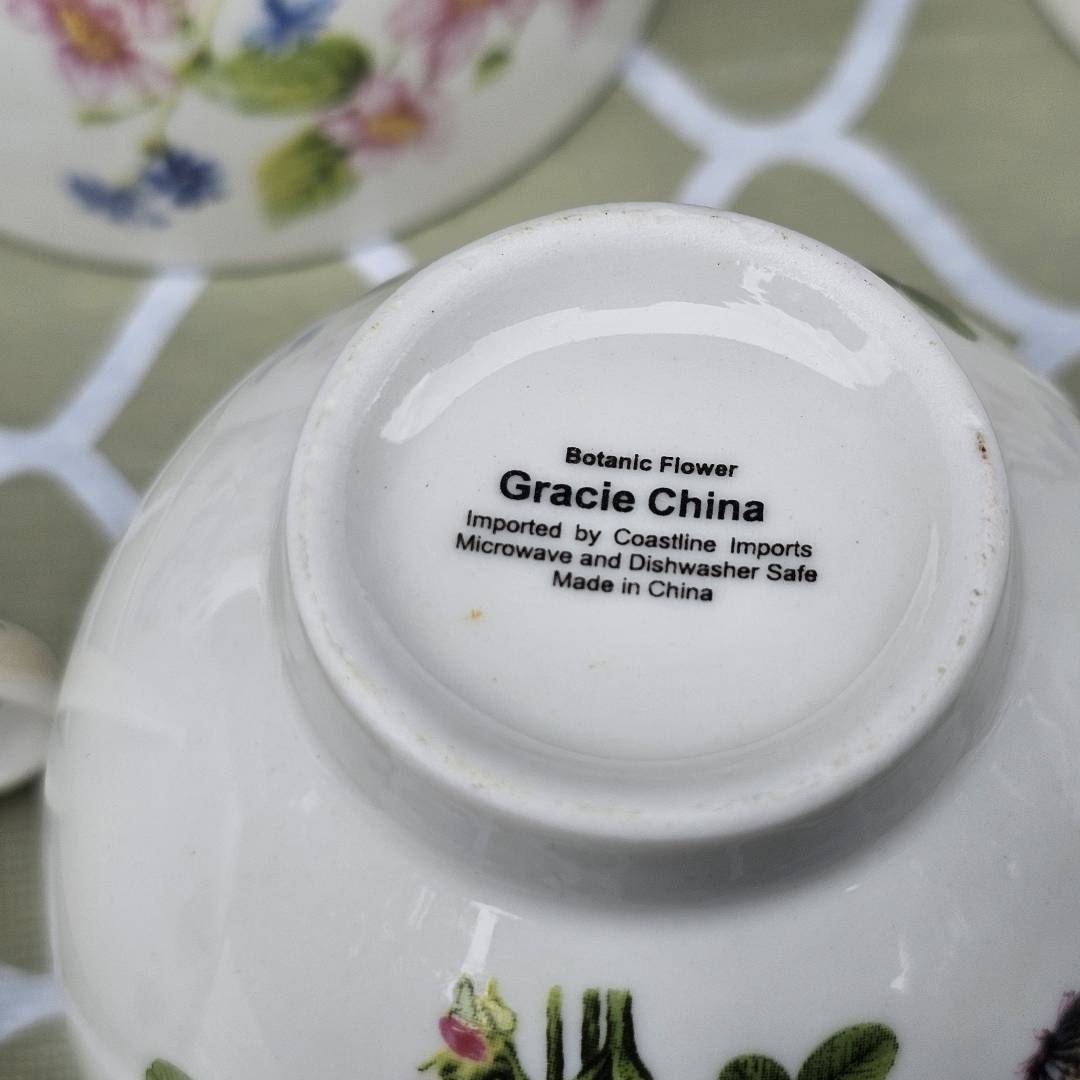 Botanic Flower
Gracie China
Imported by Coastline Imports
Microwave and Dishwasher Safe
Made in China